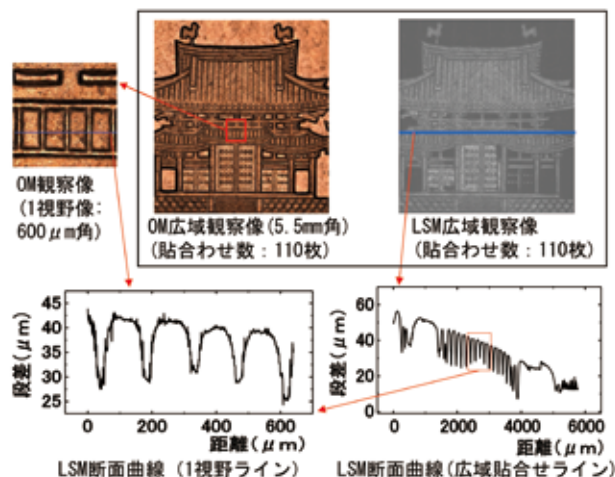 OM観察像
(1視野像:
600μm角)
OM広域観察像(5.5mm角)
(貼合わせ数:110枚)
LSM広域観察像
(貼合わせ数:110枚)
段差(μm)
45
40
35
30
25
0
200
400
600
距離(μm)
LSM断面曲線 (1視野ライン)
段差(μm)
60
40
20
0
0
2000
4000
6000
距離(μm)
LSM断面曲線(広域貼合せライン)